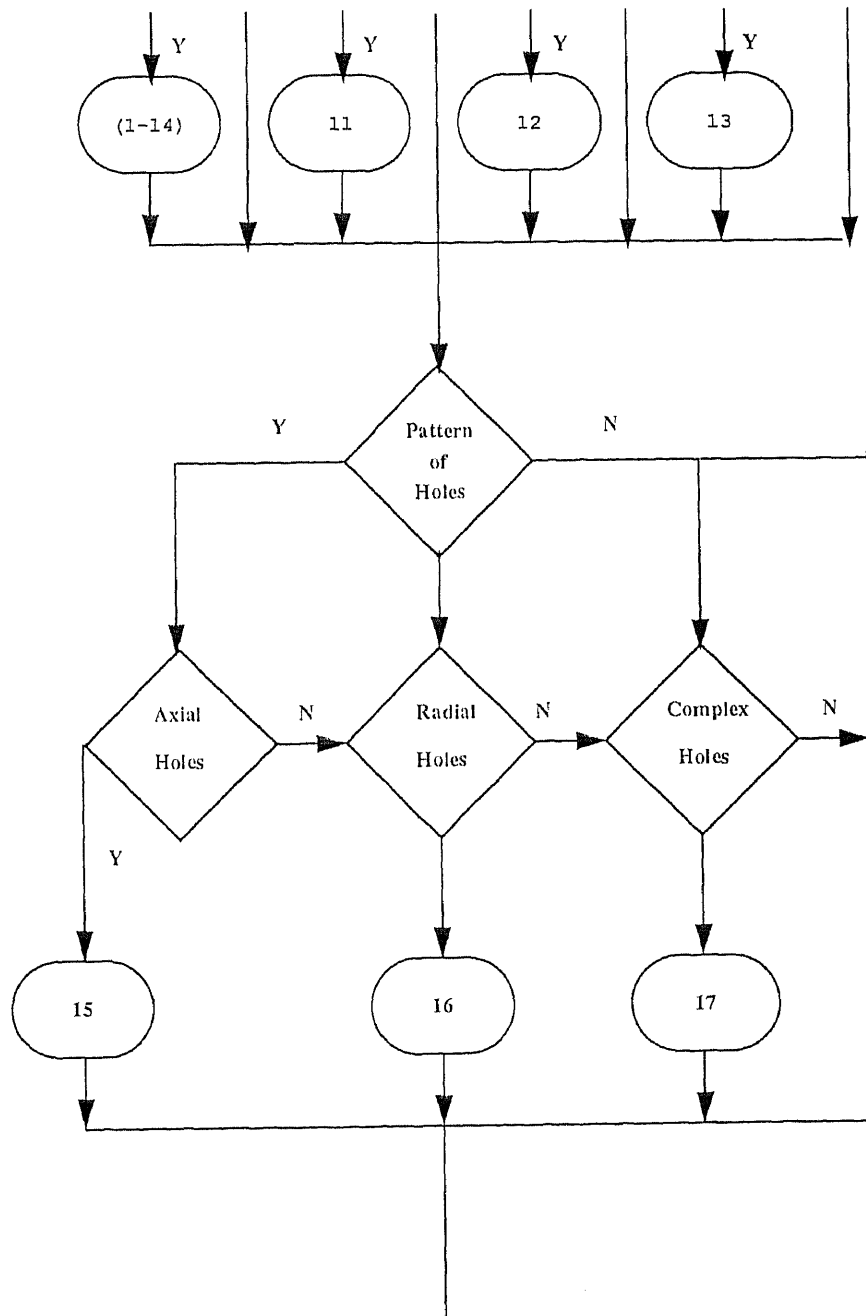 Y
Y
Y
Y
(1-14)
11
12
13
Y
N
Pattern
of
Holes
Axial
Holes
N
Radial
Holes
N
Complex
Holes
N
Y
15
16
17